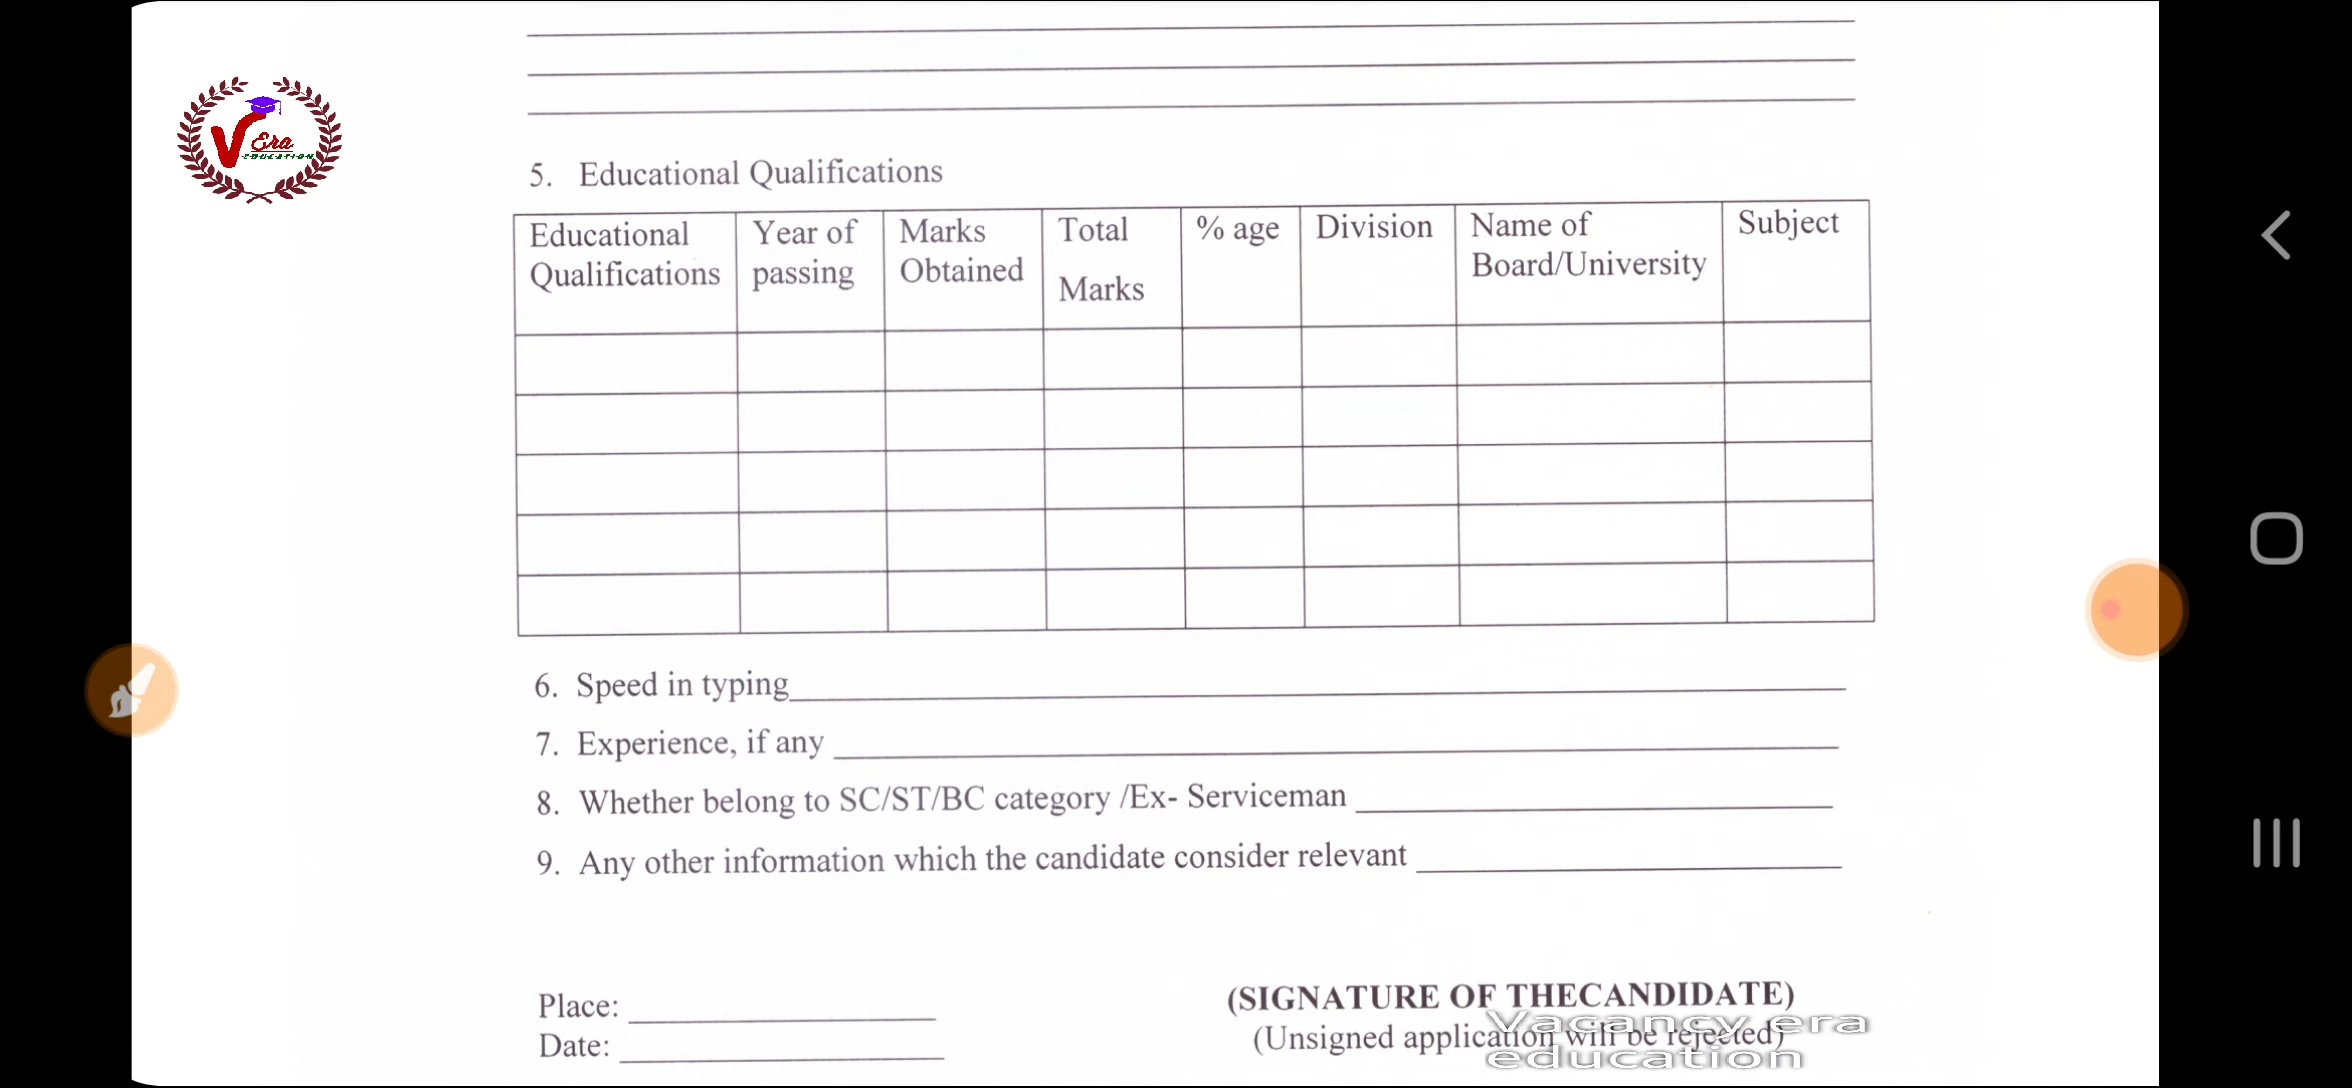 V Era
EDUCATION
5. Educational Qualifications
Educational Qualifications Year of passing Marks Obtained Total Marks % age Division Name of Board/University Subject
6. Speed in typing
7. Experience, if any
8. Whether belong to SC/ST/BC category /Ex- Serviceman
9. Any other information which the candidate consider relevant
Place:
Date:
(SIGNATURE OF THECANDIDATE)
(Unsigned application will be rejected)
Vacancy era
education